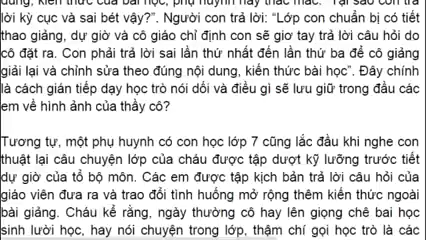 dung, kiến thức của bài học, phụ huynh hãy thắc mắc: “Tại sao con trả
lời kỳ cục và sai bét vậy?”. Người con trả lời: “Lớp con chuẩn bị có tiết
thao giảng, dự giờ và cô giáo chỉ định con sẽ giơ tay trả lời câu hỏi do
cô đặt ra. Con phải trả lời sai lần thứ nhất đến lần thứ ba để cô giảng
giải lại và chỉnh sửa theo đúng nội dung, kiến thức bài học”. Đây chính
là cách gián tiếp dạy học trò nói dối và điều gì sẽ lưu giữ trong đầu các
em về hình ảnh của thầy cô?
Tương tự, một phụ huynh có con học lớp 7 cũng lắc đầu khi nghe con
thuật lại câu chuyện lớp của cháu được tập dượt kỹ lưỡng trước tiết
dự giờ của tổ bộ môn. Các em được tập kịch bản trả lời câu hỏi của
giáo viên đưa ra và trao đổi tình huống mở rộng thêm kiến thức ngoài
bài giảng. Cháu kể rằng, ngày thường cô hay lên giọng chê bai học
sinh lười học, hay nói chuyện trong lớp, thậm chí gọi học trò là các